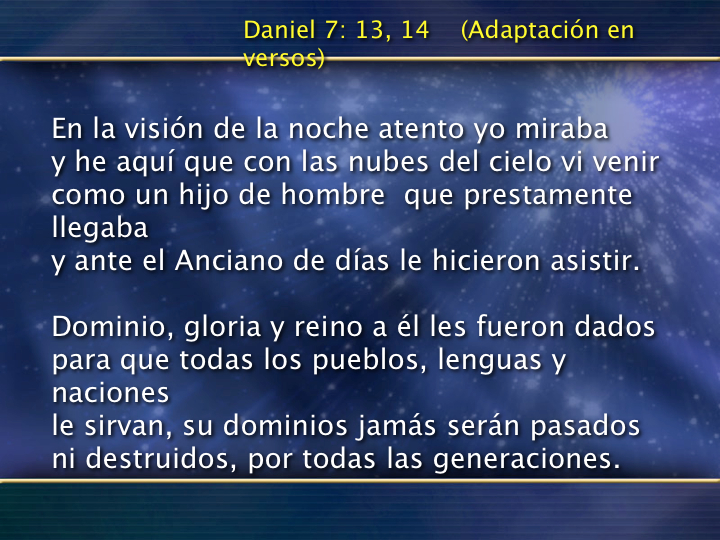 Daniel 7: 13, 14    (Adaptación en
versos)
En la visión de la noche atento yo miraba
y he aquí que con las nubes del cielo vi venir
como un hijo de hombre  que prestamente
llegaba
y ante el Anciano de días le hicieron asistir.
Dominio, gloria y reino a él les fueron dados
para que todas los pueblos, lenguas y
naciones
le sirvan, su dominios jamás serán pasados
ni destruidos, por todas las generaciones.